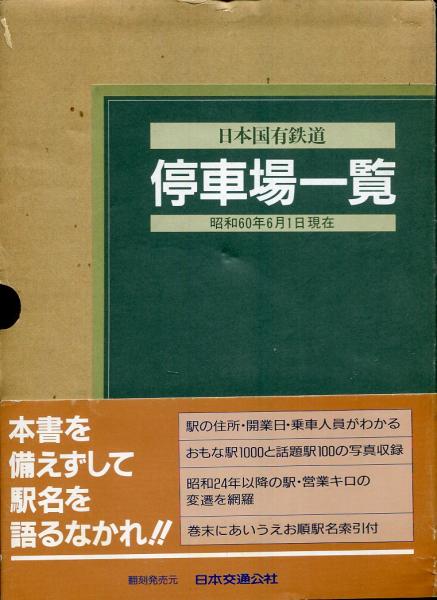 日本国有鉄道
停車場一覧
昭和60年6月1日現在
本書を
備えずして
駅名を
語るなかれ!!
駅の住所・開業日・乗車人員がわかる
おもな駅1000と話題駅100の写真収録
昭和24年以降の駅・営業キロの
変遷を網羅
巻末にあいうえお順駅名索引付
翻刻発売元 日本交通公社